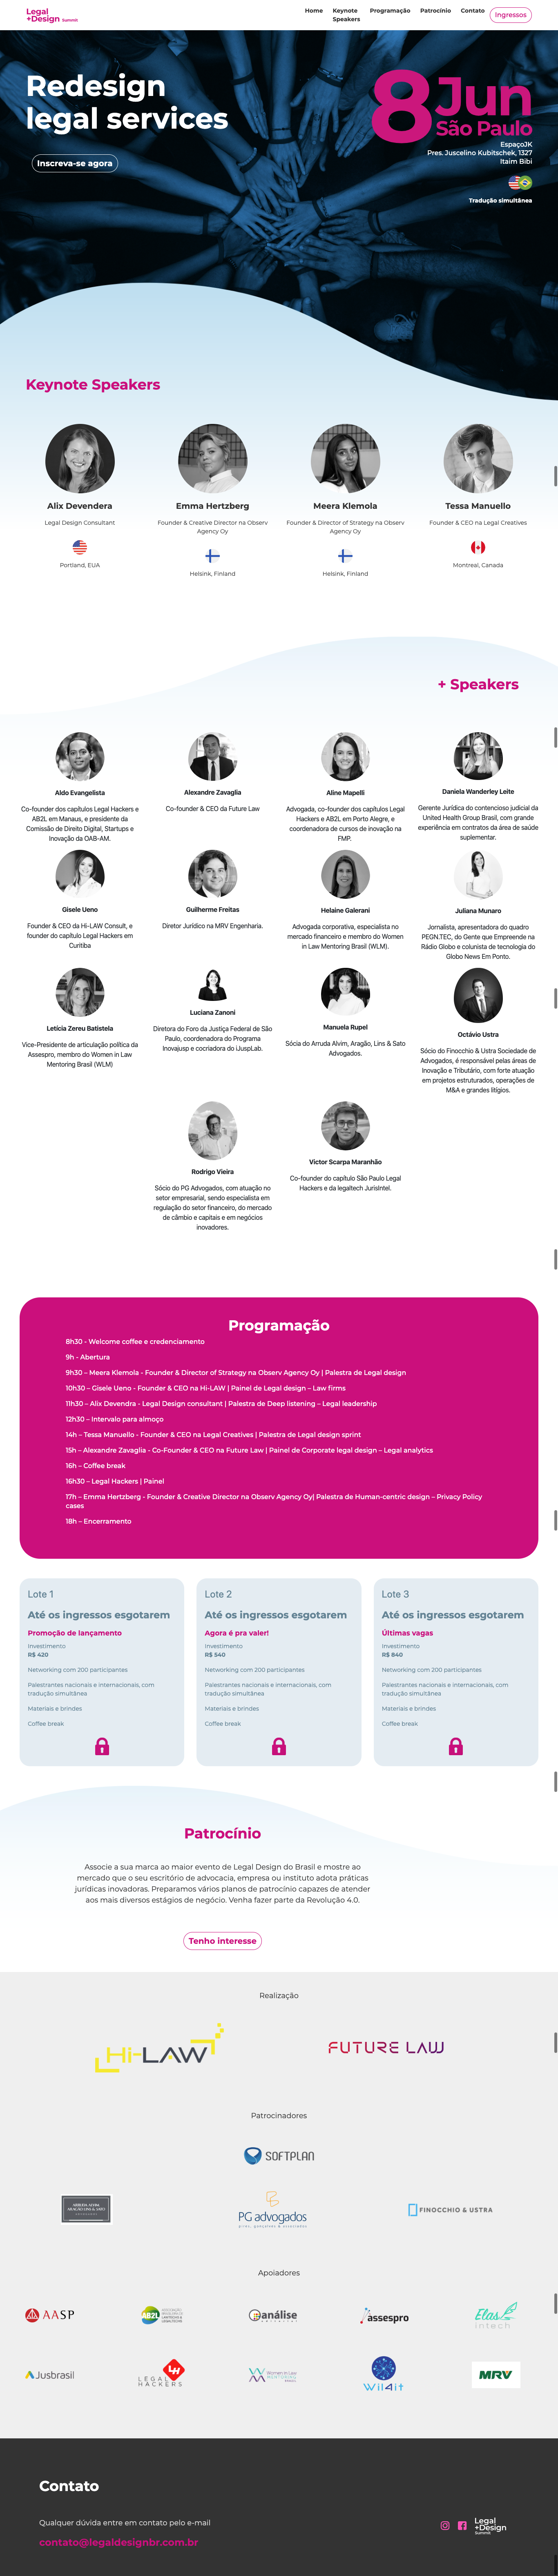 Legal
+Design Summit
Home
Keynote
Speakers
Programação
Patrocínio
Contato
Ingressos
Redesign
legal services
Inscreva-se agora
8 Jun
São Paulo
EspaçoJK
Pres. Juscelino Kubitschek, 1327
Itaim Bibi
Tradução simultânea
Keynote Speakers
Alix Devendera
Legal Design Consultant
Portland, EUA
Emma Hertzberg
Founder & Creative Director na Observ
Agency Oy
Helsink, Finland
Meera Klemola
Founder & Director of Strategy na Observ
Agency Oy
Helsink, Finland
Tessa Manuello
Founder & CEO na Legal Creatives
Montreal, Canada
+ Speakers
Aldo Evangelista
Co-founder dos capítulos Legal Hackers e
AB2L em Manaus, e presidente da
Comissão de Direito Digital, Startups e
Inovação da OAB-AM.
Alexandre Zavaglia
Co-founder & CEO da Future Law
Aline Mapelli
Advogada, co-founder dos capítulos Legal
Hackers e AB2L em Porto Alegre, e
coordenadora de cursos de inovação na
FMP.
Daniela Wanderley Leite
Gerente Jurídica do contencioso judicial da
United Health Group Brasil, com grande
experiência em contratos da área de saúde
suplementar.
Gisele Ueno
Founder & CEO da Hi-LAW Consult, e
founder do capítulo Legal Hackers em
Curitiba
Guilherme Freitas
Diretor Jurídico na MRV Engenharia.
Helaine Galerani
Advogada corporativa, especialista no
mercado financeiro e membro do Women
in Law Mentoring Brasil (WLM).
Juliana Munaro
Jornalista, apresentadora do quadro
PEGN.TEC, do Gente que Empreende na
Rádio Globo e colunista de tecnologia do
Globo News Em Ponto.
Letícia Zereu Batistela
Vice-Presidente de articulação política da
Assespro, membro do Women in Law
Mentoring Brasil (WLM)
Luciana Zanoni
Diretora do Foro da Justiça Federal de São
Paulo, coordenadora do Programa
Inovajusp e cocriadora do iJuspLab.
Manuela Rupel
Sócia do Arruda Alvim, Aragão, Lins & Sato
Advogados.
Octávio Ustra
Sócio do Finocchio & Ustra Sociedade de
Advogados, é responsável pelas áreas de
Inovação e Tributário, com forte atuação
em projetos estruturados, operações de
M&A e grandes litígios.
Rodrigo Vieira
Sócio do PG Advogados, com atuação no
setor empresarial, sendo especialista em
regulação do setor financeiro, do mercado
de câmbio e capitais e em negócios
inovadores.
Victor Scarpa Maranhão
Co-founder do capítulo São Paulo Legal
Hackers e da legaltech JurisIntel.
Programação
8h30 - Welcome coffee e credenciamento
9h - Abertura
9h30 – Meera Klemola - Founder & Director of Strategy na Observ Agency Oy | Palestra de Legal design
10h30 – Gisele Ueno - Founder & CEO na Hi-LAW | Painel de Legal design – Law firms
11h30 – Alix Devendra - Legal Design consultant | Palestra de Deep listening – Legal leadership
12h30 – Intervalo para almoço
14h – Tessa Manuello - Founder & CEO na Legal Creatives | Palestra de Legal design sprint
15h – Alexandre Zavaglia - Co-Founder & CEO na Future Law | Painel de Corporate legal design – Legal analytics
16h – Coffee break
16h30 – Legal Hackers | Painel
17h – Emma Hertzberg - Founder & Creative Director na Observ Agency Oy| Palestra de Human-centric design – Privacy Policy
cases
18h – Encerramento
Lote 1
Até os ingressos esgotarem
Promoção de lançamento
Investimento
R$ 420
Networking com 200 participantes
Palestrantes nacionais e internacionais, com
tradução simultânea
Materiais e brindes
Coffee break
Lote 2
Até os ingressos esgotarem
Agora é pra valer!
Investimento
R$ 540
Networking com 200 participantes
Palestrantes nacionais e internacionais, com
tradução simultânea
Materiais e brindes
Coffee break
Lote 3
Até os ingressos esgotarem
Últimas vagas
Investimento
R$ 840
Networking com 200 participantes
Palestrantes nacionais e internacionais, com
tradução simultânea
Materiais e brindes
Coffee break
Patrocínio
Associe a sua marca ao maior evento de Legal Design do Brasil e mostre ao
mercado que o seu escritório de advocacia, empresa ou instituto adota práticas
jurídicas inovadoras. Preparamos vários planos de patrocínio capazes de atender
aos mais diversos estágios de negócio. Venha fazer parte da Revolução 4.0.
Tenho interesse
Realização
Hi-LAW
FUTURE LAW
Patrocinadores
SOFTPLAN
ARRUDA ALVIM,
ARAGÃO LINS & SATO
ADVOGADOS
PG advogados
FINOCCHIO & USTRA
Apoiadores
AASP
AB2L
análise
editorial
assespro
Elas
intech
Jusbrasil
LH
LEGAL
HACKERS
Women in Law
MENTORING
Wil4it
MRV
Contato
Qualquer dúvida entre em contato pelo e-mail
contato@legaldesignbr.com.br
Legal
+Design
Summit